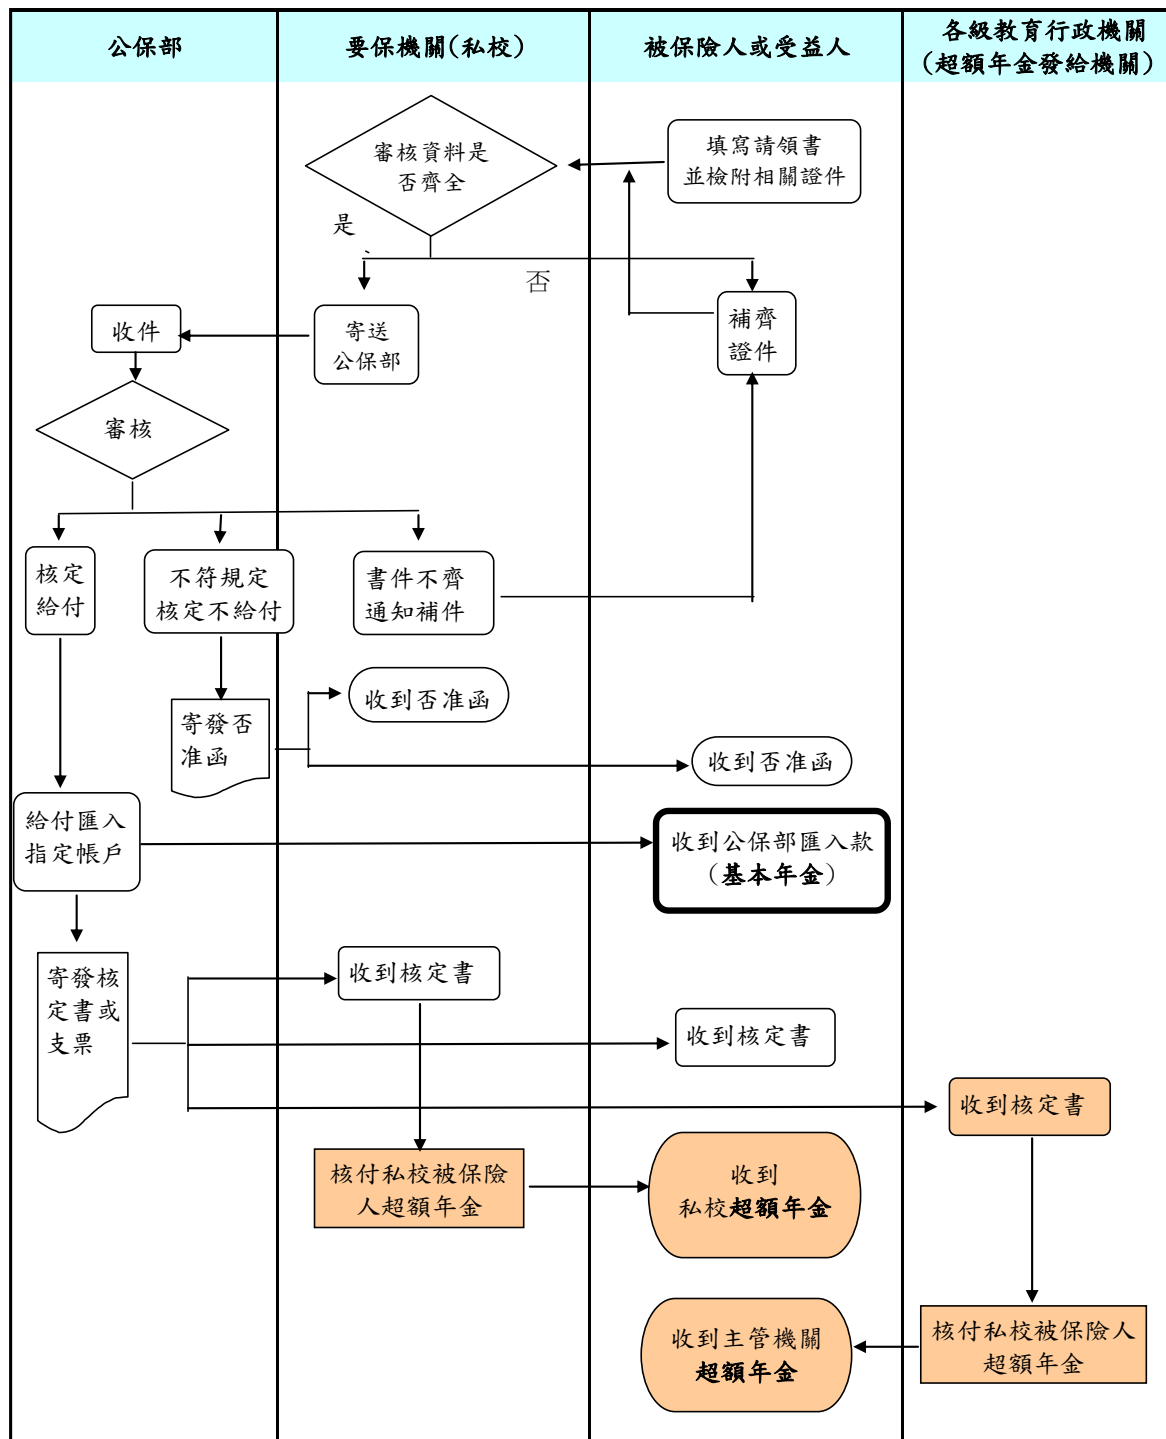 公保部
要保機關(私校)
被保險人或受益人
各級教育行政機關
(超額年金發給機關)
審核資料是
否齊全
填寫請領書
並檢附相關證件
是
、
否
收件
寄送
公保部
補齊
證件
審核
核定
給付
不符規定
核定不給付
書件不齊
通知補件
寄發否
准函
收到否准函
收到否准函
給付匯入
指定帳戶
收到公保部匯入款
(基本年金)
寄發核
定書或
支票
收到核定書
收到核定書
收到核定書
核付私校被保險
人超額年金
收到
私校超額年金
收到主管機關
超額年金
核付私校被保險人
超額年金